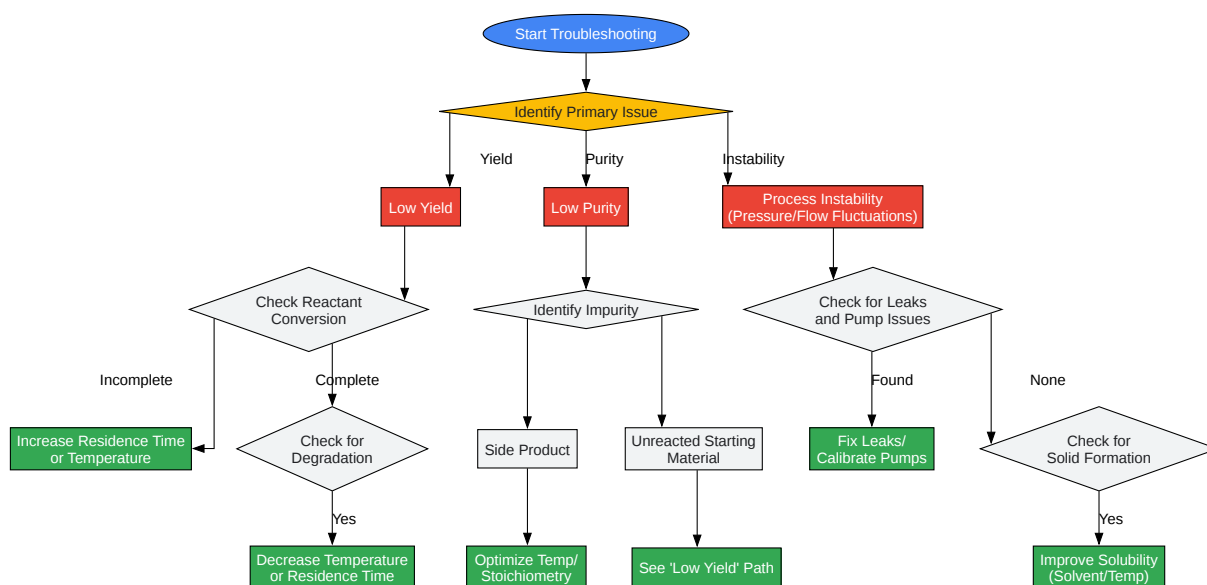 Start Troubleshooting
Identify Primary Issue
Yield
Purity
Instability
Low Yield
Low Purity
Process Instability
(Pressure/Flow Fluctuations)
Check Reactant
Conversion
Identify Impurity
Check for Leaks
and Pump Issues
Incomplete
Complete
Found
None
Increase Residence Time
or Temperature
Check for
Degradation
Side Product
Unreacted Starting
Material
Fix Leaks/
Calibrate Pumps
Check for
Solid Formation
Yes
Yes
Decrease Temperature
or Residence Time
Optimize Temp/
Stoichiometry
See 'Low Yield' Path
Improve Solubility
(Solvent/Temp)